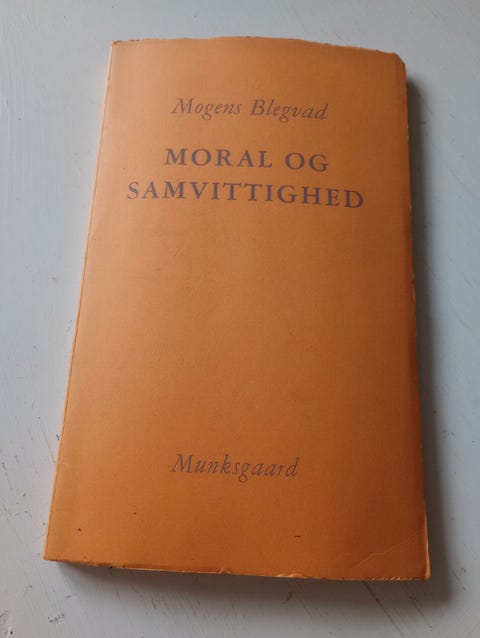 Mogens Blegvad
MORAL OG
SAMVITTIGHED
Munksgaard